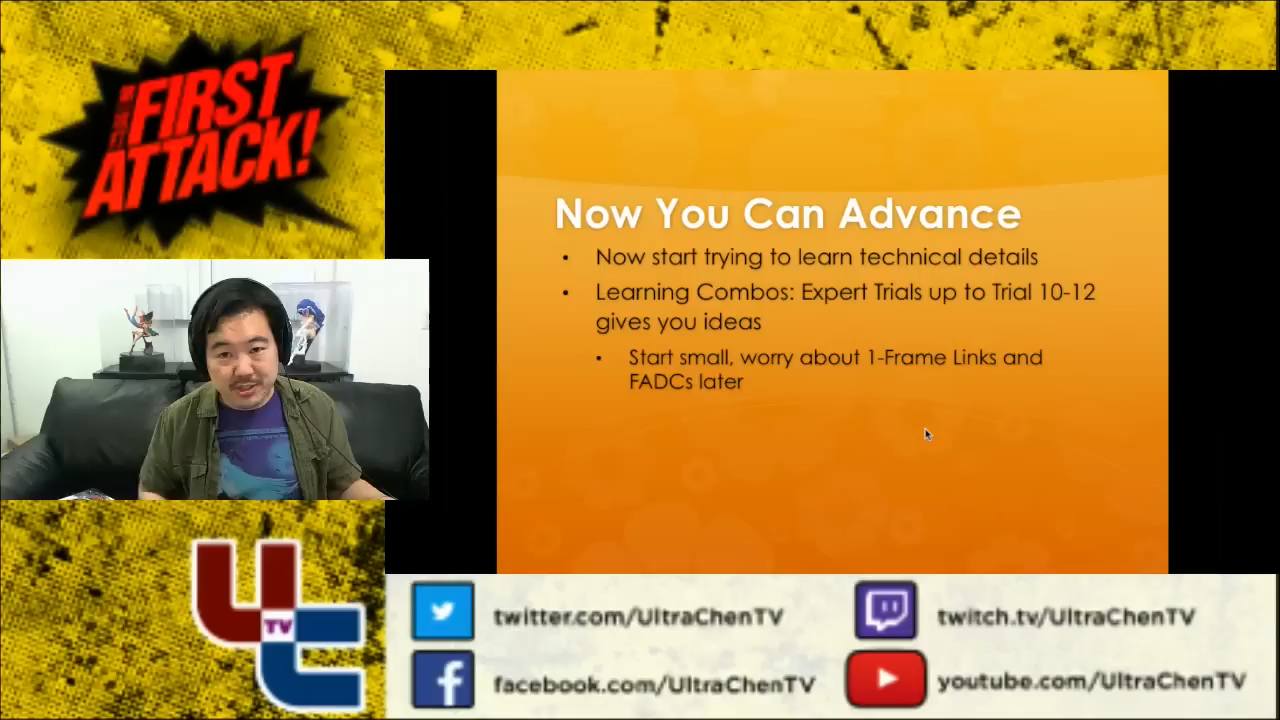 FIRST
ATTACK!
Now You Can Advance
• Now start trying to learn technical details
• Learning Combos: Expert Trials up to Trial 10-12
gives you ideas
• Start small, worry about 1-Frame Links and
FADCs later
UC
TV
twitter.com/UltraChenTV
twitch.tv/UltraChenTV
facebook.com/UltraChenTV
youtube.com/UltraChenTV